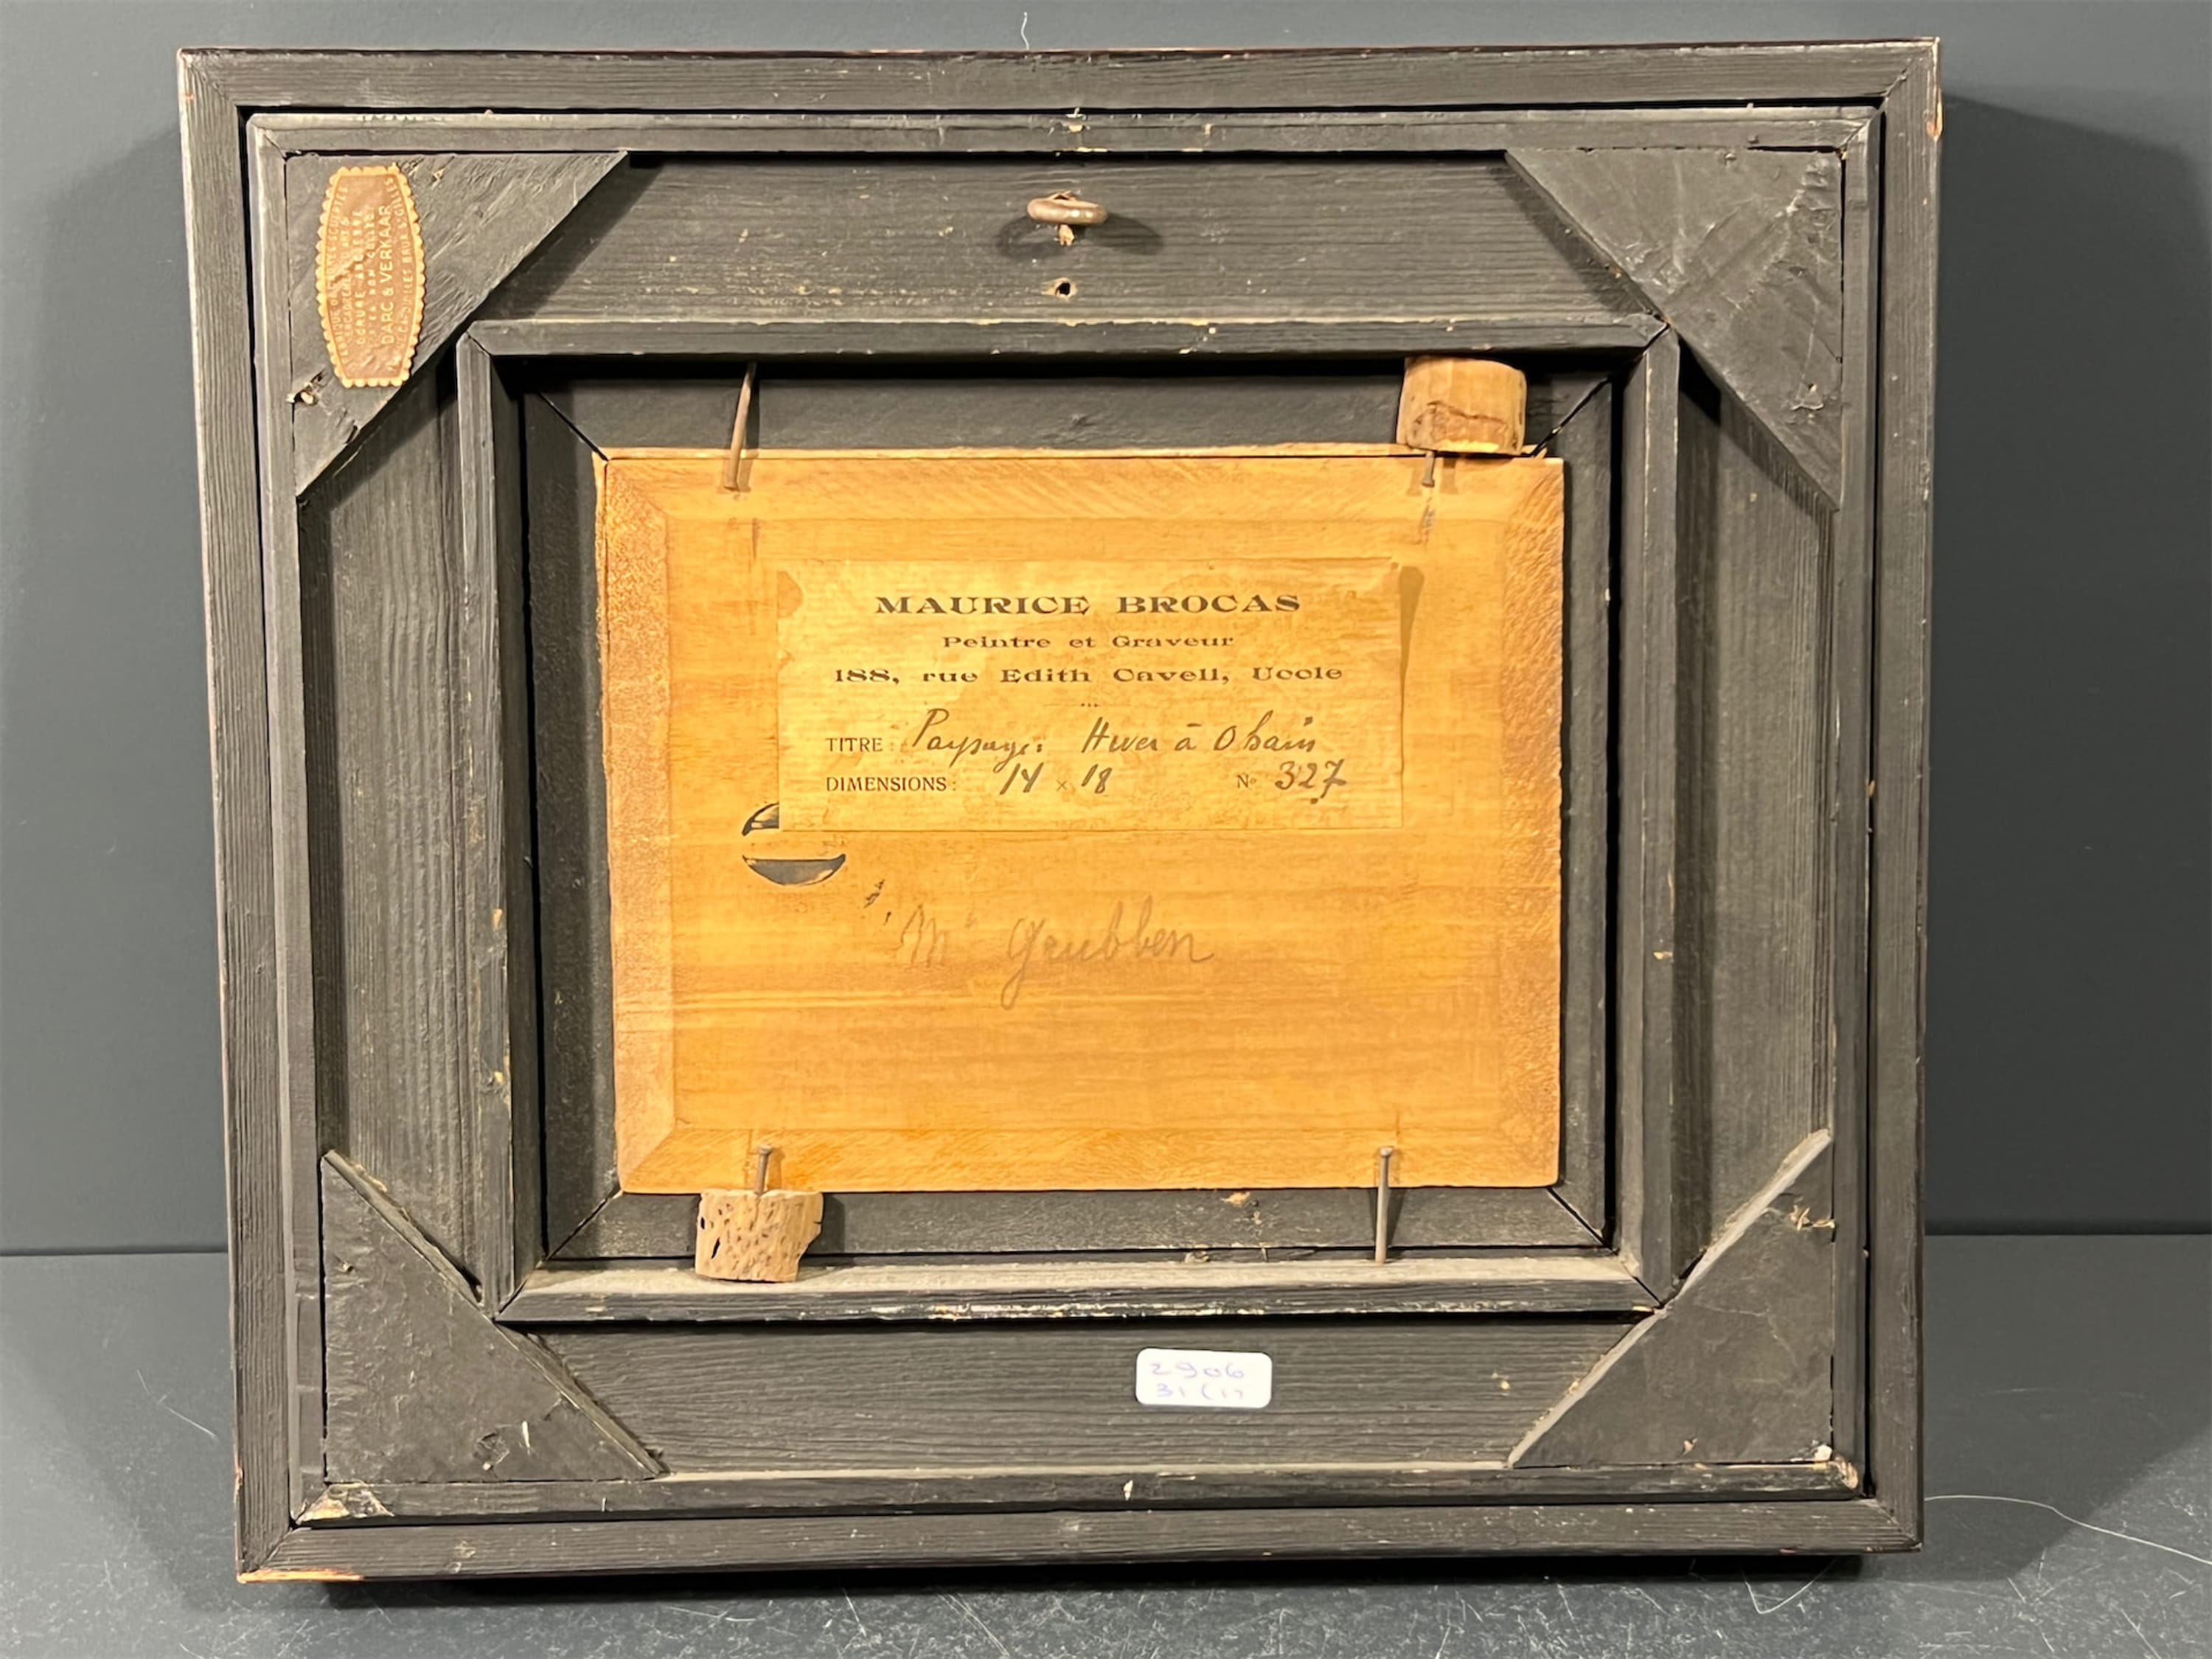 DARC & VERKAAR
MAURICE BROCAS
Peintre et Graveur
188, rue Edith Cavell, Uccle
TITRE: Paysage: Hiver à Ohain
DIMENSIONS: 14 × 18 No 327
Mr Grubben
2906